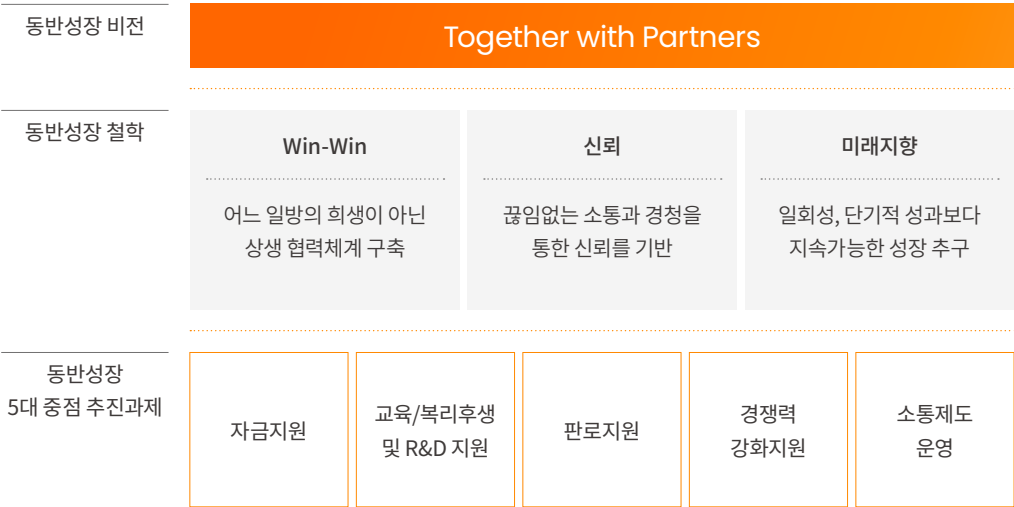 동반성장 비전
Together with Partners
동반성장 철학
Win-Win
어느 일방의 희생이 아닌
상생 협력체계 구축
신뢰
끊임없는 소통과 경청을
통한 신뢰를 기반
미래지향
일회성, 단기적 성과보다
지속가능한 성장 추구
동반성장
5대 중점 추진과제
자금지원
교육/복리후생
및 R&D 지원
판로지원
경쟁력
강화지원
소통제도
운영